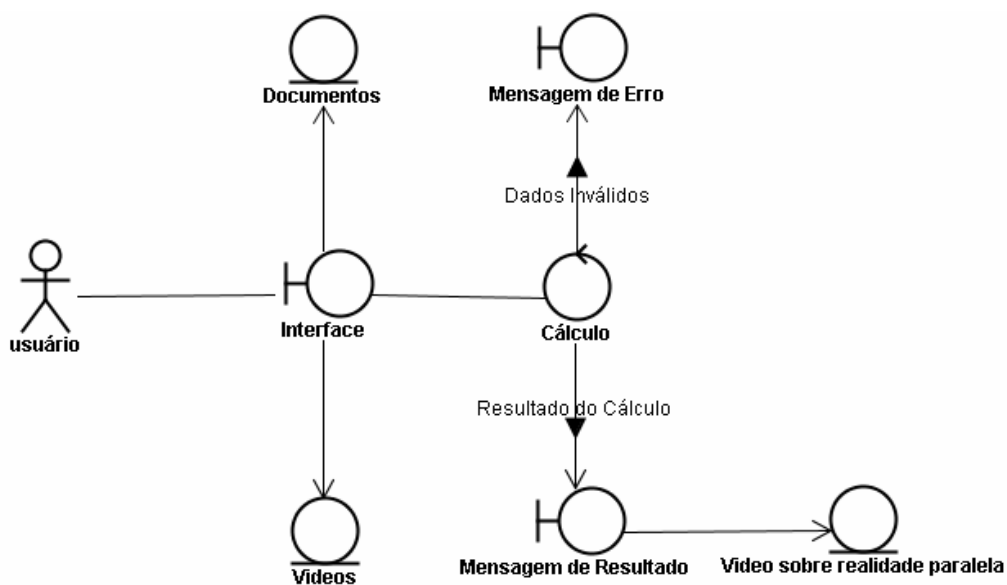 Documentos
Mensagem de Erro
Dados Inválidos
usuário
Interface
Cálculo
Resultado do Cálculo
Videos
Mensagem de Resultado
Video sobre realidade paralela